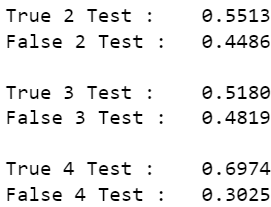 True 2 Test :    0.5513
False 2 Test :   0.4486

True 3 Test :    0.5180
False 3 Test :   0.4819

True 4 Test :    0.6974
False 4 Test :   0.3025